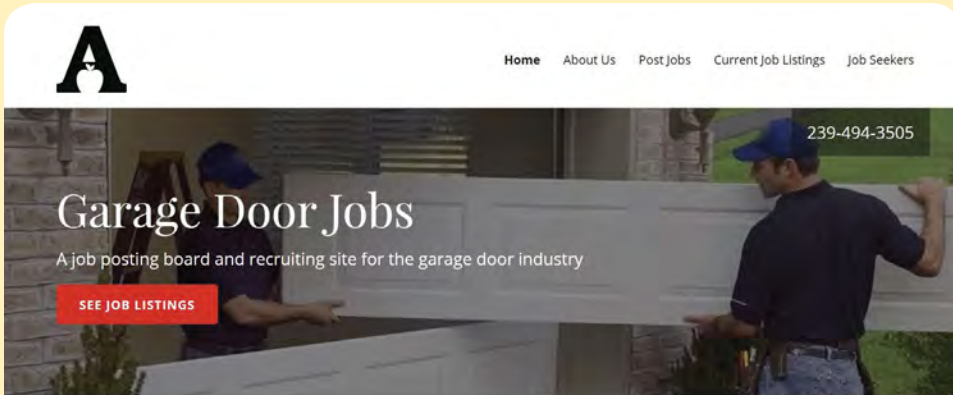 A
Home About Us Post Jobs Current Job Listings Job Seekers
239-494-3505
Garage Door Jobs
A job posting board and recruiting site for the garage door industry
SEE JOB LISTINGS